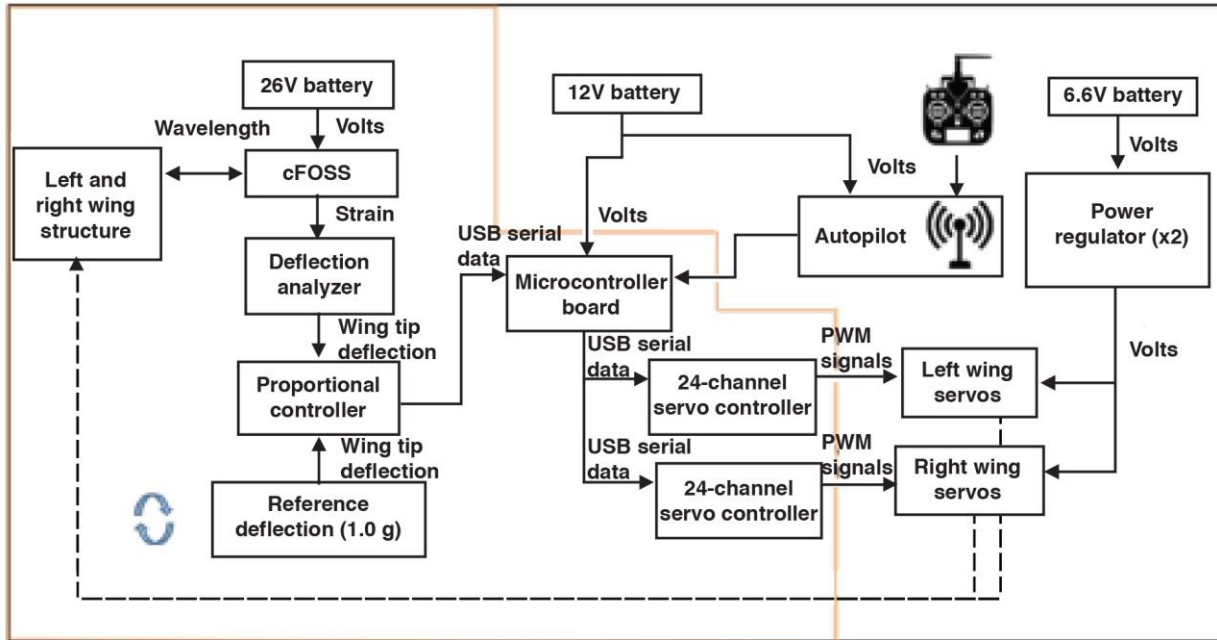 26V battery
Volts
Wavelength
cFOSS
Left and
right wing
structure
Strain
Deflection
analyzer
Wing tip
deflection
Proportional
controller
Wing tip
deflection
Reference
deflection (1.0 g)
12V battery
Volts
Volts
USB serial
data
Microcontroller
board
Autopilot
6.6V battery
Volts
Power
regulator (x2)
Volts
USB serial
data
24-channel
servo controller
PWM
signals
Left wing
servos
USB serial
data
24-channel
servo controller
PWM
signals
Right wing
servos